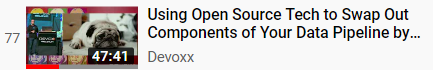 77
Using Open Source Tech to Swap Out
Components of Your Data Pipeline by...
Devoxx
47:41